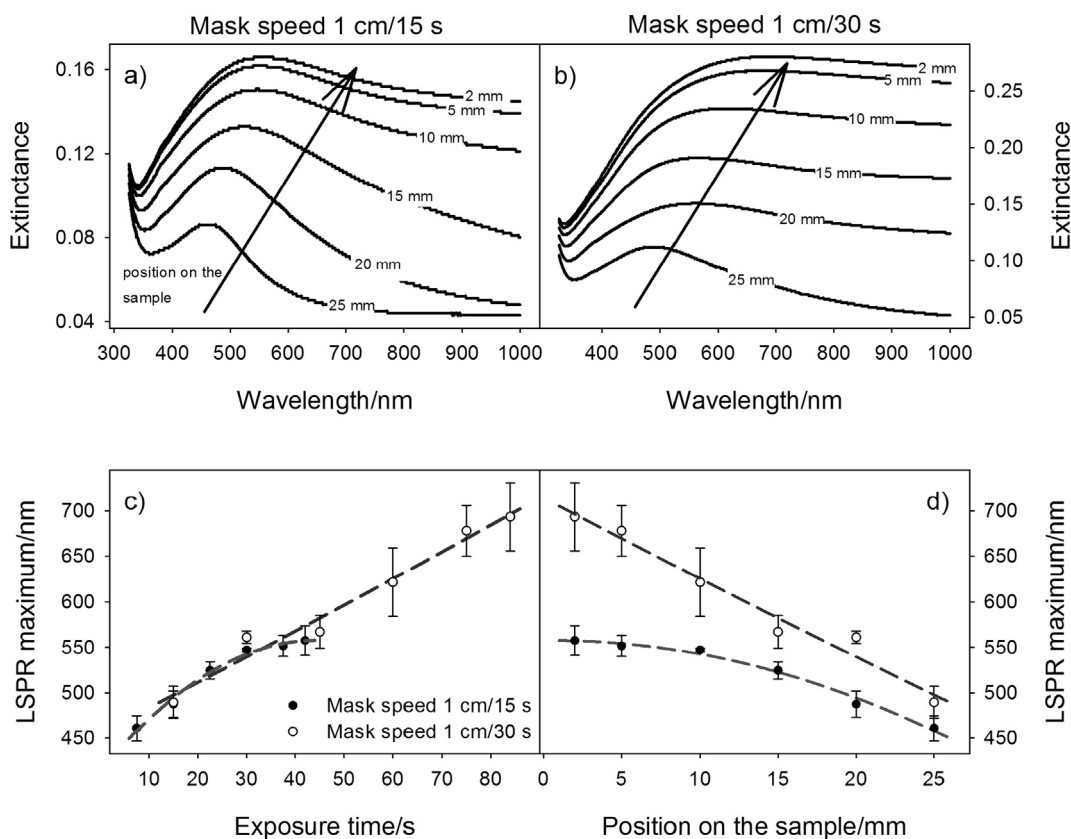 Mask speed 1 cm/15 s
Mask speed 1 cm/30 s
a)
b)
0.16
0.12
0.08
0.04
Extinctance
2 mm
5 mm
10 mm
15 mm
20 mm
25 mm
position on the
sample
2 mm
5 mm
10 mm
15 mm
20 mm
25 mm
0.25
0.20
0.15
0.10
0.05
Extinctance
300 400 500 600 700 800 900 1000
400 500 600 700 800 900 1000
Wavelength/nm
Wavelength/nm
c)
d)
700
650
600
550
500
450
LSPR maximum/nm
Mask speed 1 cm/15 s
Mask speed 1 cm/30 s
700
650
600
550
500
450
LSPR maximum/nm
10 20 30 40 50 60 70 80
0 5 10 15 20 25
Exposure time/s
Position on the sample/mm